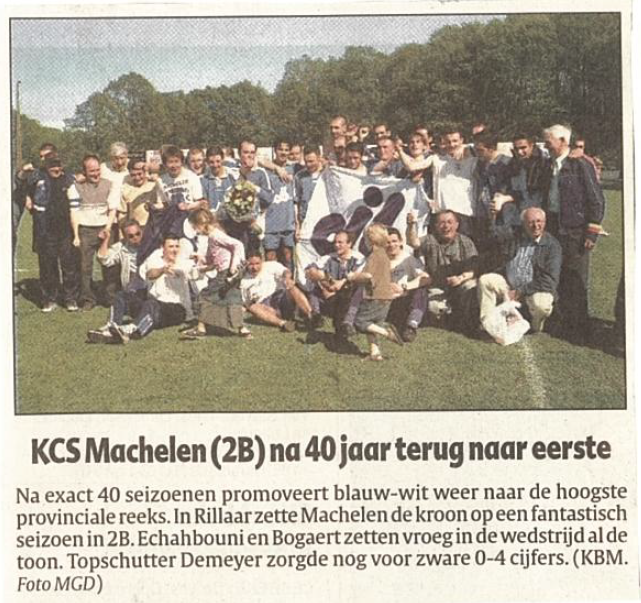 KCS Machelen (2B) na 40 jaar terug naar eerste
Na exact 40 seizoenen promoveert blauw-wit weer naar de hoogste
provinciale reeks. In Rillaar zette Machelen de kroon op een fantastisch
seizoen in 2B. Echahbouni en Bogaert zetten vroeg in de wedstrijd al de
toon. Topschutter Demeyer zorgde nog voor zware 0-4 cijfers. (KBM.
Foto MGD)